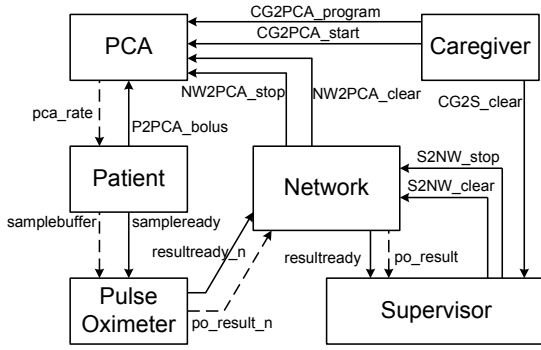 CG2PCA_program
PCA
CG2PCA_start
Caregiver
NW2PCA_stop
NW2PCA_clear
CG2S_clear
pca_rate
P2PCA_bolus
S2NW_stop
Patient
Network
S2NW_clear
samplebuffer
sampleready
resultready_n
resultready
po_result
Pulse
Oximeter
po_result_n
Supervisor